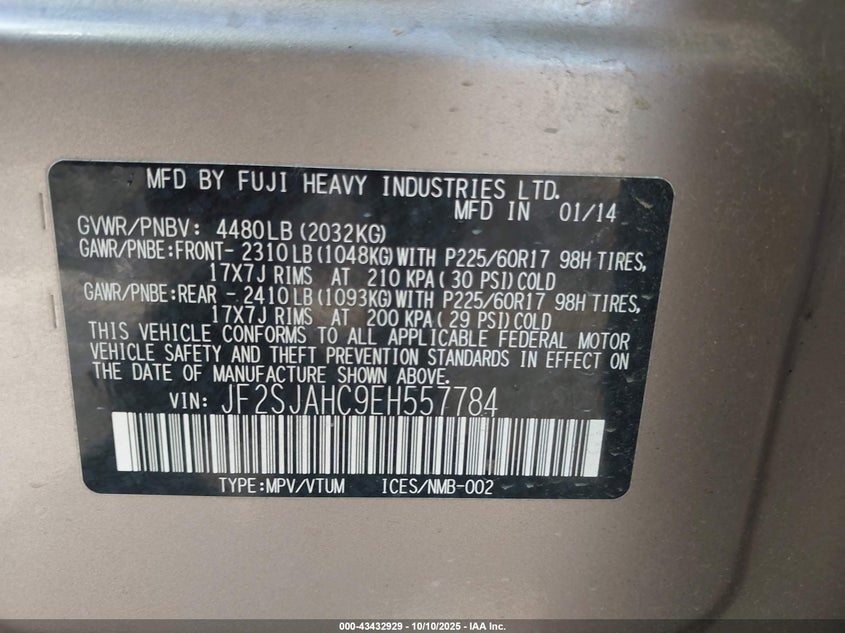 MFD BY FUJI HEAVY INDUSTRIES LTD.
MFD IN 01/14
GVWR/PNBV: 4480LB(2032KG)
GAWR/PNBE:FRONT- 2310LB(1048KG)WITH P225/60R17 98H TIRES,
17X7J RIMS AT 210 KPA(30 PSI)COLD
GAWR/PNBE:REAR - 2410LB(1093KG)WITH P225/60R17 98H TIRES,
17X7J RIMS AT 200 KPA(29 PSI)COLD
THIS VEHICLE CONFORMS TO ALL APPLICABLE FEDERAL MOTOR
VEHICLE SAFETY AND THEFT PREVENTION STANDARDS IN EFFECT ON
THE DATE OF MANUFACTURE SHOWN ABOVE.
VIN: JF2SJAHC9EH557784
TYPE:MPV/VTUM ICES/NMB-002
000-43432929 - 10/10/2025 - IAA Inc.